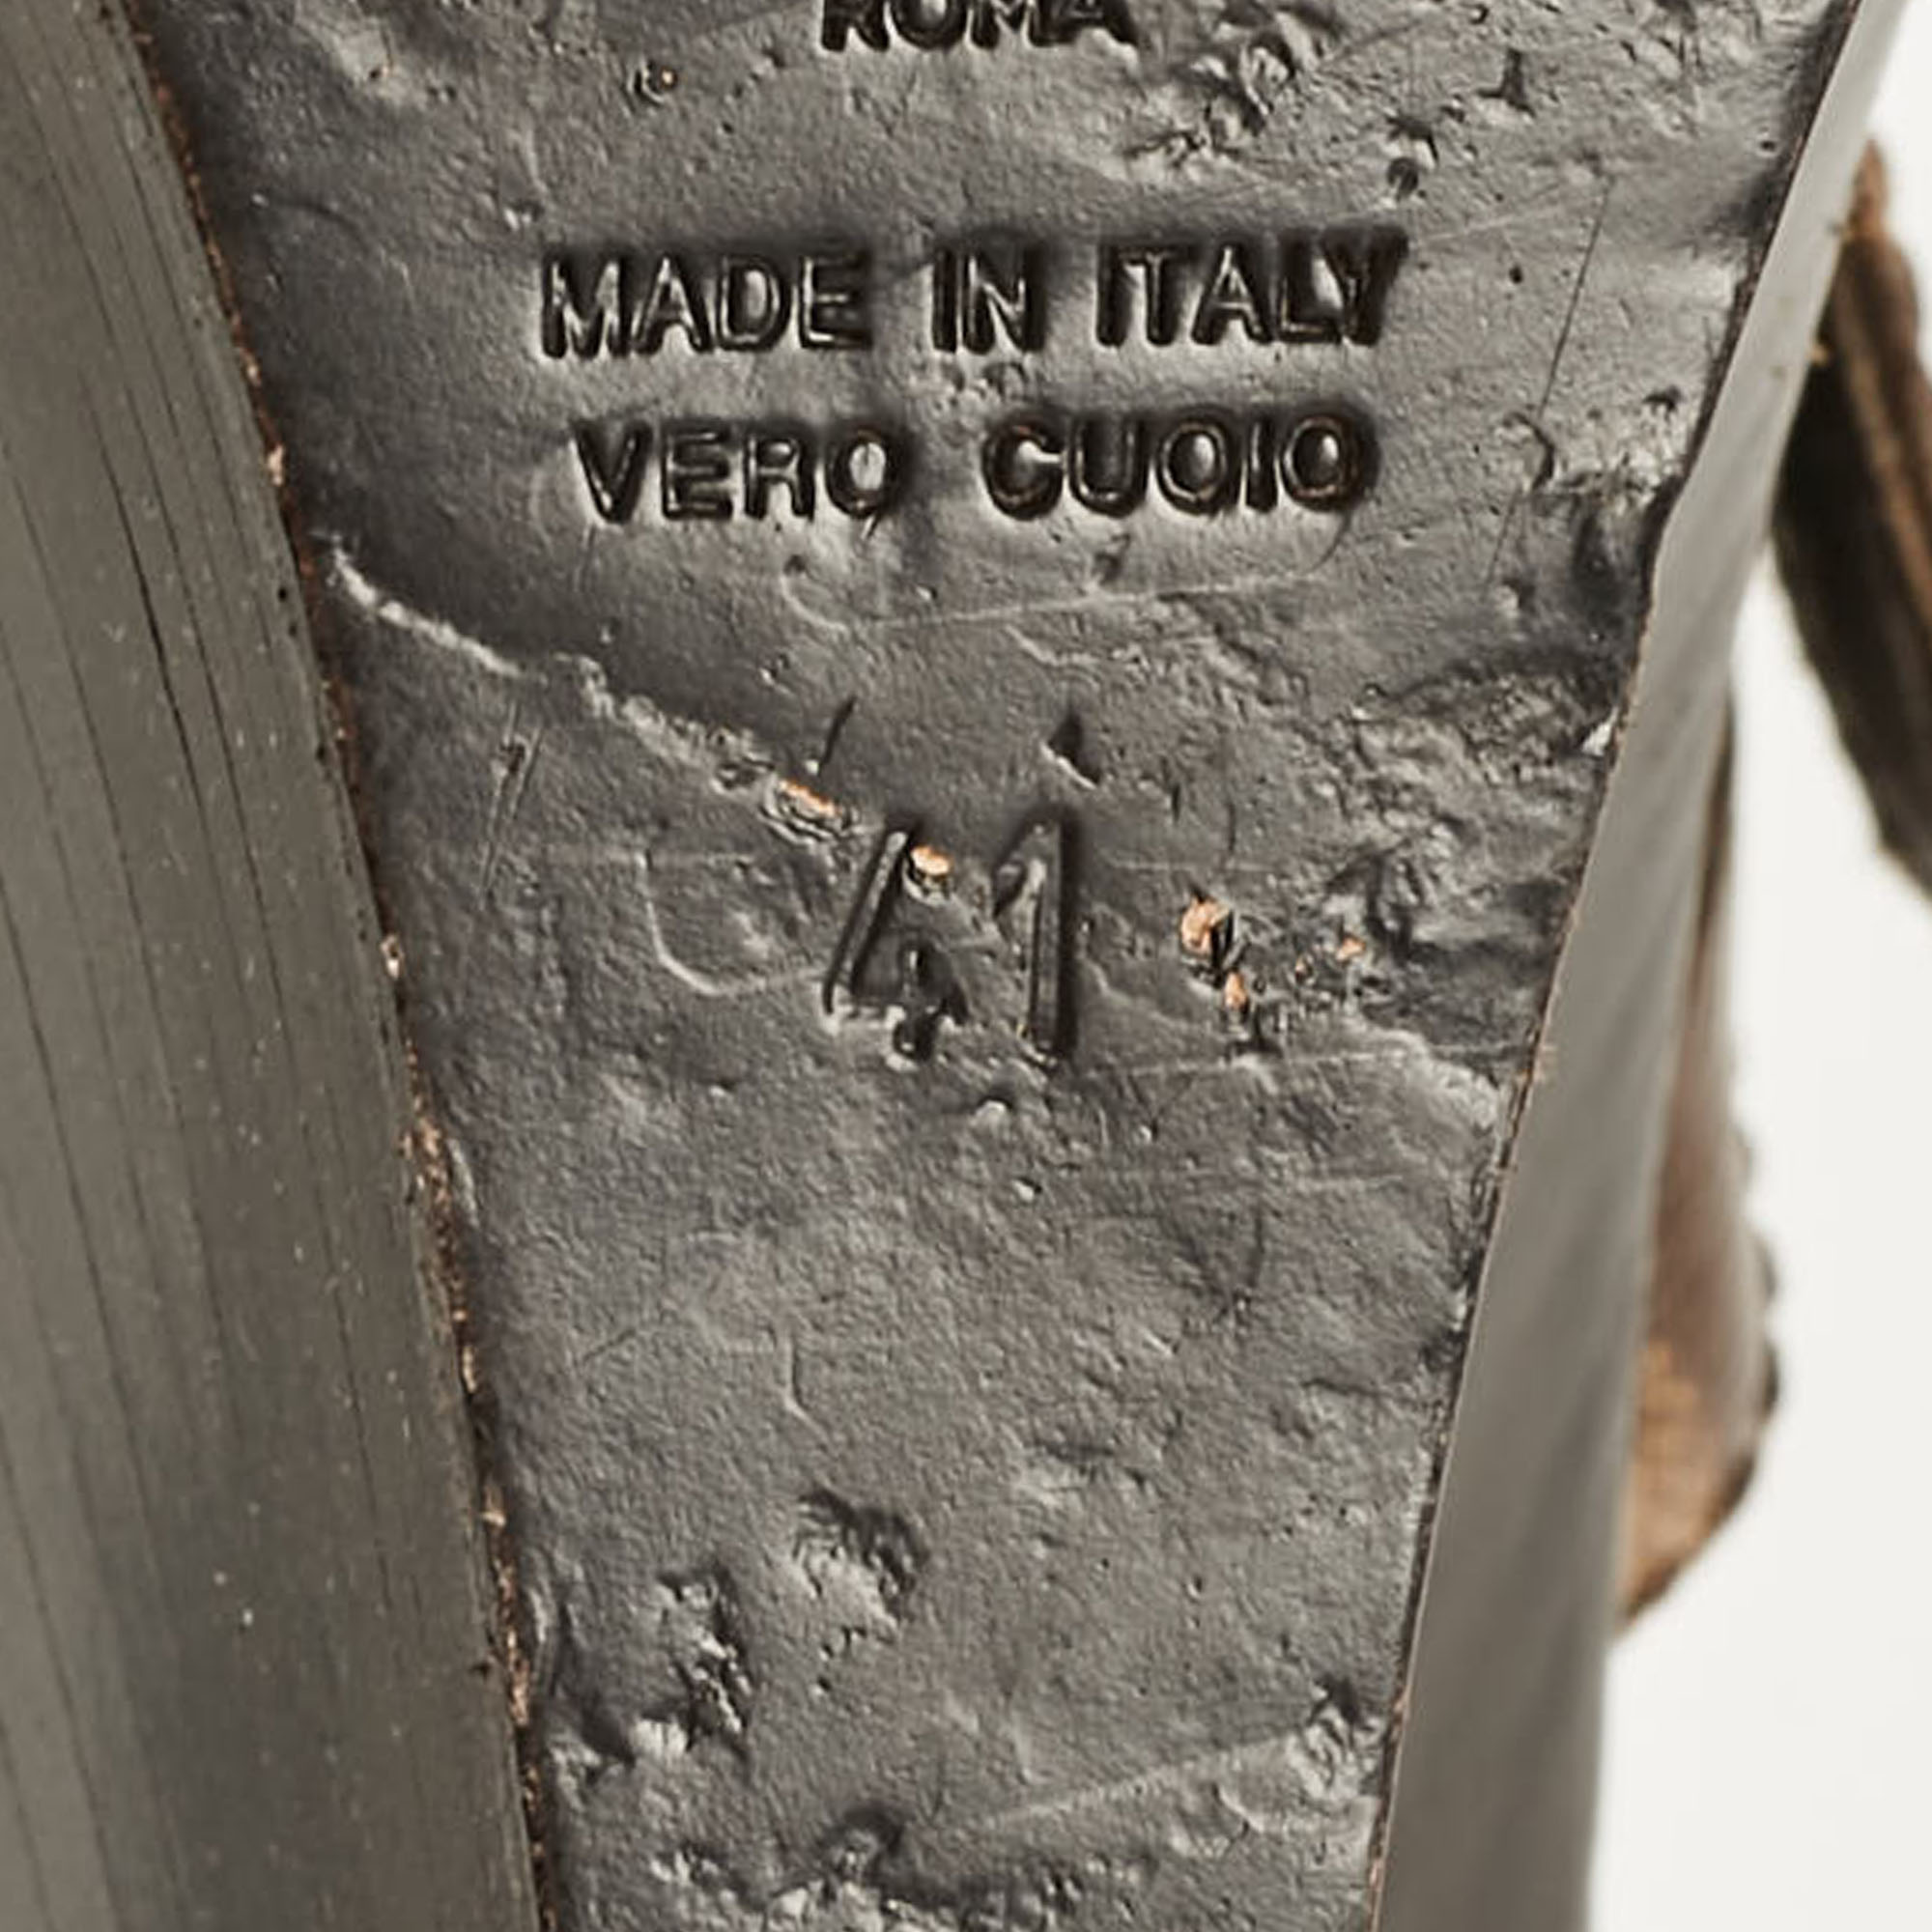 ROMA
MADE IN ITALY
VERO CUOIO
41